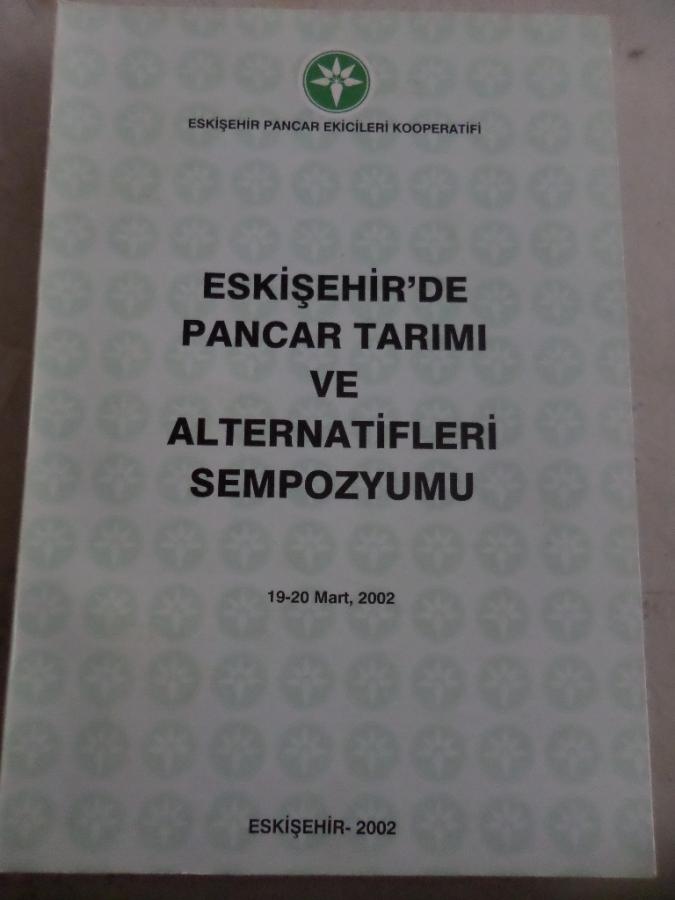 ESKİŞEHİR PANCAR EKİCİLERİ KOOPERATİFİ
ESKİŞEHİR'DE
PANCAR TARIMI
VE
ALTERNATİFLERİ
SEMPOZYUMU
19-20 Mart, 2002
ESKİŞEHİR- 2002